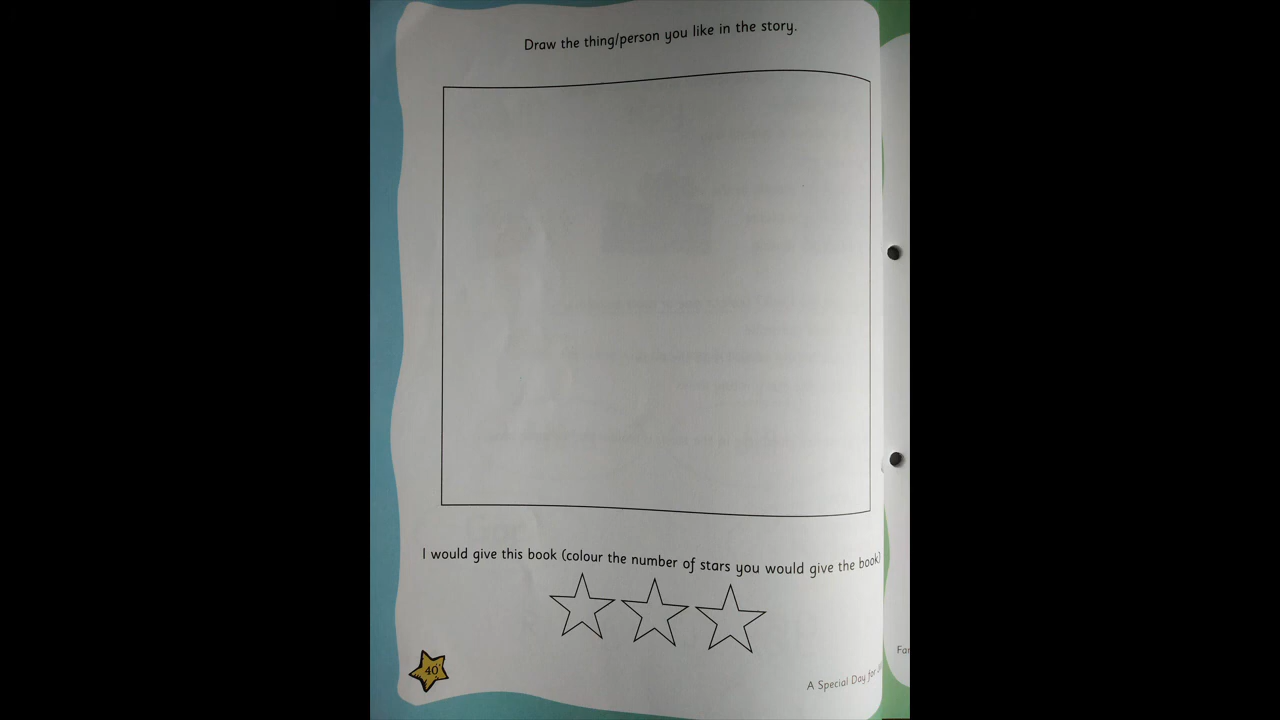 Draw the thing/person you like in the story.
I would give this book (colour the number of stars you would give the book)
40
A Special Day for